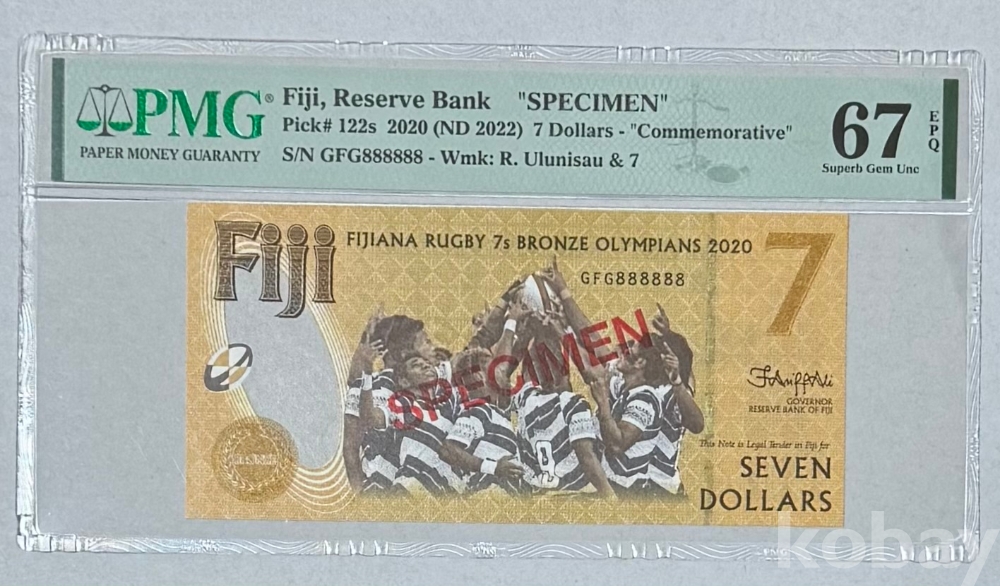 PMG®
PAPER MONEY GUARANTY
Fiji, Reserve Bank "SPECIMEN"
Pick# 122s 2020 (ND 2022) 7 Dollars - "Commemorative"
S/N GFG888888 - Wmk: R. Ulunisau & 7
67
EPQ
Superb Gem Unc
Fiji
FIJIANA RUGBY 7s BRONZE OLYMPIANS 2020
7
GFG888888
SPECIMEN
9
GOVERNOR
RESERVE BANK OF FIJI
This Note is Legal Tender in Fiji for
SEVEN
DOLLARS
kobay